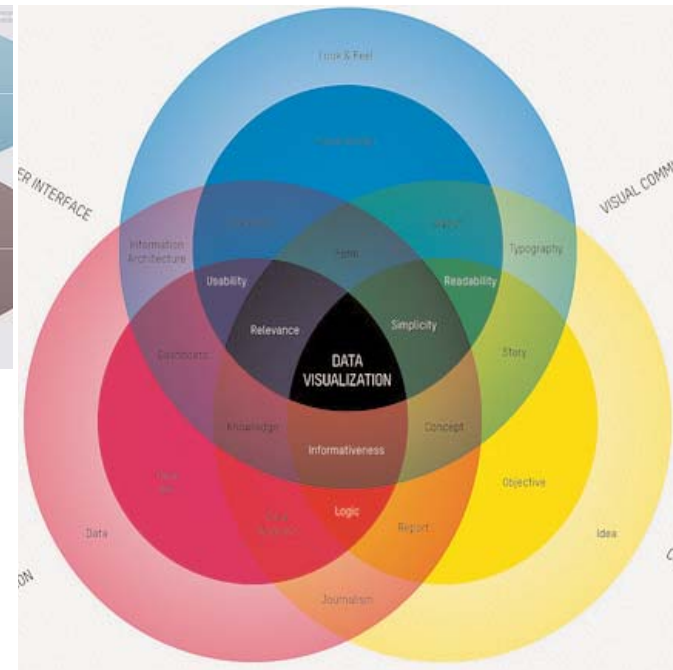 Look & Feel
ER INTERFACE
VISUAL COMM
Information
Architecture
Form
Typography
Usability
Readability
Relevance
Simplicity
Dashboard
Story
DATA
VISUALIZATION
Knowledge
Concept
Informativeness
Objective
Logic
Data
Report
Idea
ON
Journalism